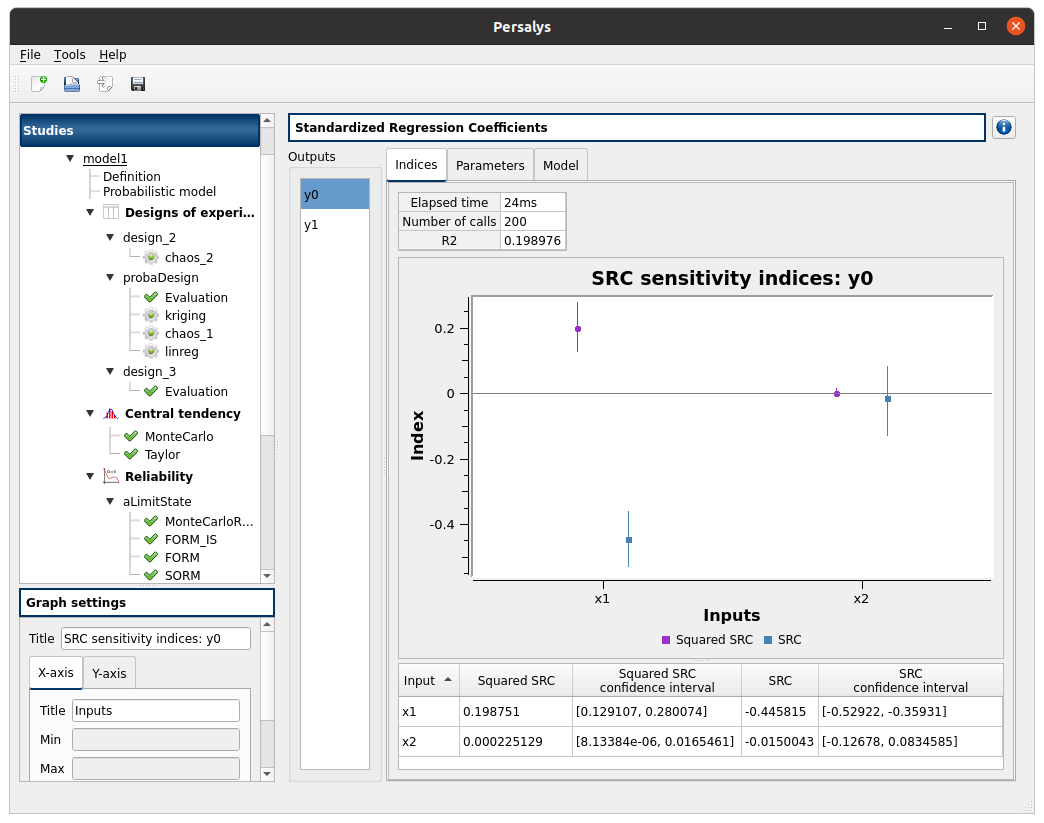 Persalys
File Tools Help
Studies
model1
Definition
Probabilistic model
Designs of experi...
design_2
chaos_2
probaDesign
Evaluation
kriging
chaos_1
linreg
design_3
Evaluation
Central tendency
MonteCarlo
Taylor
Reliability
aLimitState
MonteCarloR...
FORM_IS
FORM
SORM
Graph settings
Title SRC sensitivity indices: y0
X-axis Y-axis
Title Inputs
Min
Max
Standardized Regression Coefficients
Outputs
y0
y1
Indices Parameters Model
Elapsed time 24ms
Number of calls 200
R2 0.198976
SRC sensitivity indices: y0
Index
0.2
0
-0.2
-0.4
x1 x2
Inputs
Squared SRC SRC
Input Squared SRC Squared SRC confidence interval SRC SRC confidence interval
x1 0.198751 [0.129107, 0.280074] -0.445815 [-0.52922, -0.35931]
x2 0.000225129 [8.13384e-06, 0.0165461] -0.0150043 [-0.12678, 0.0834585]